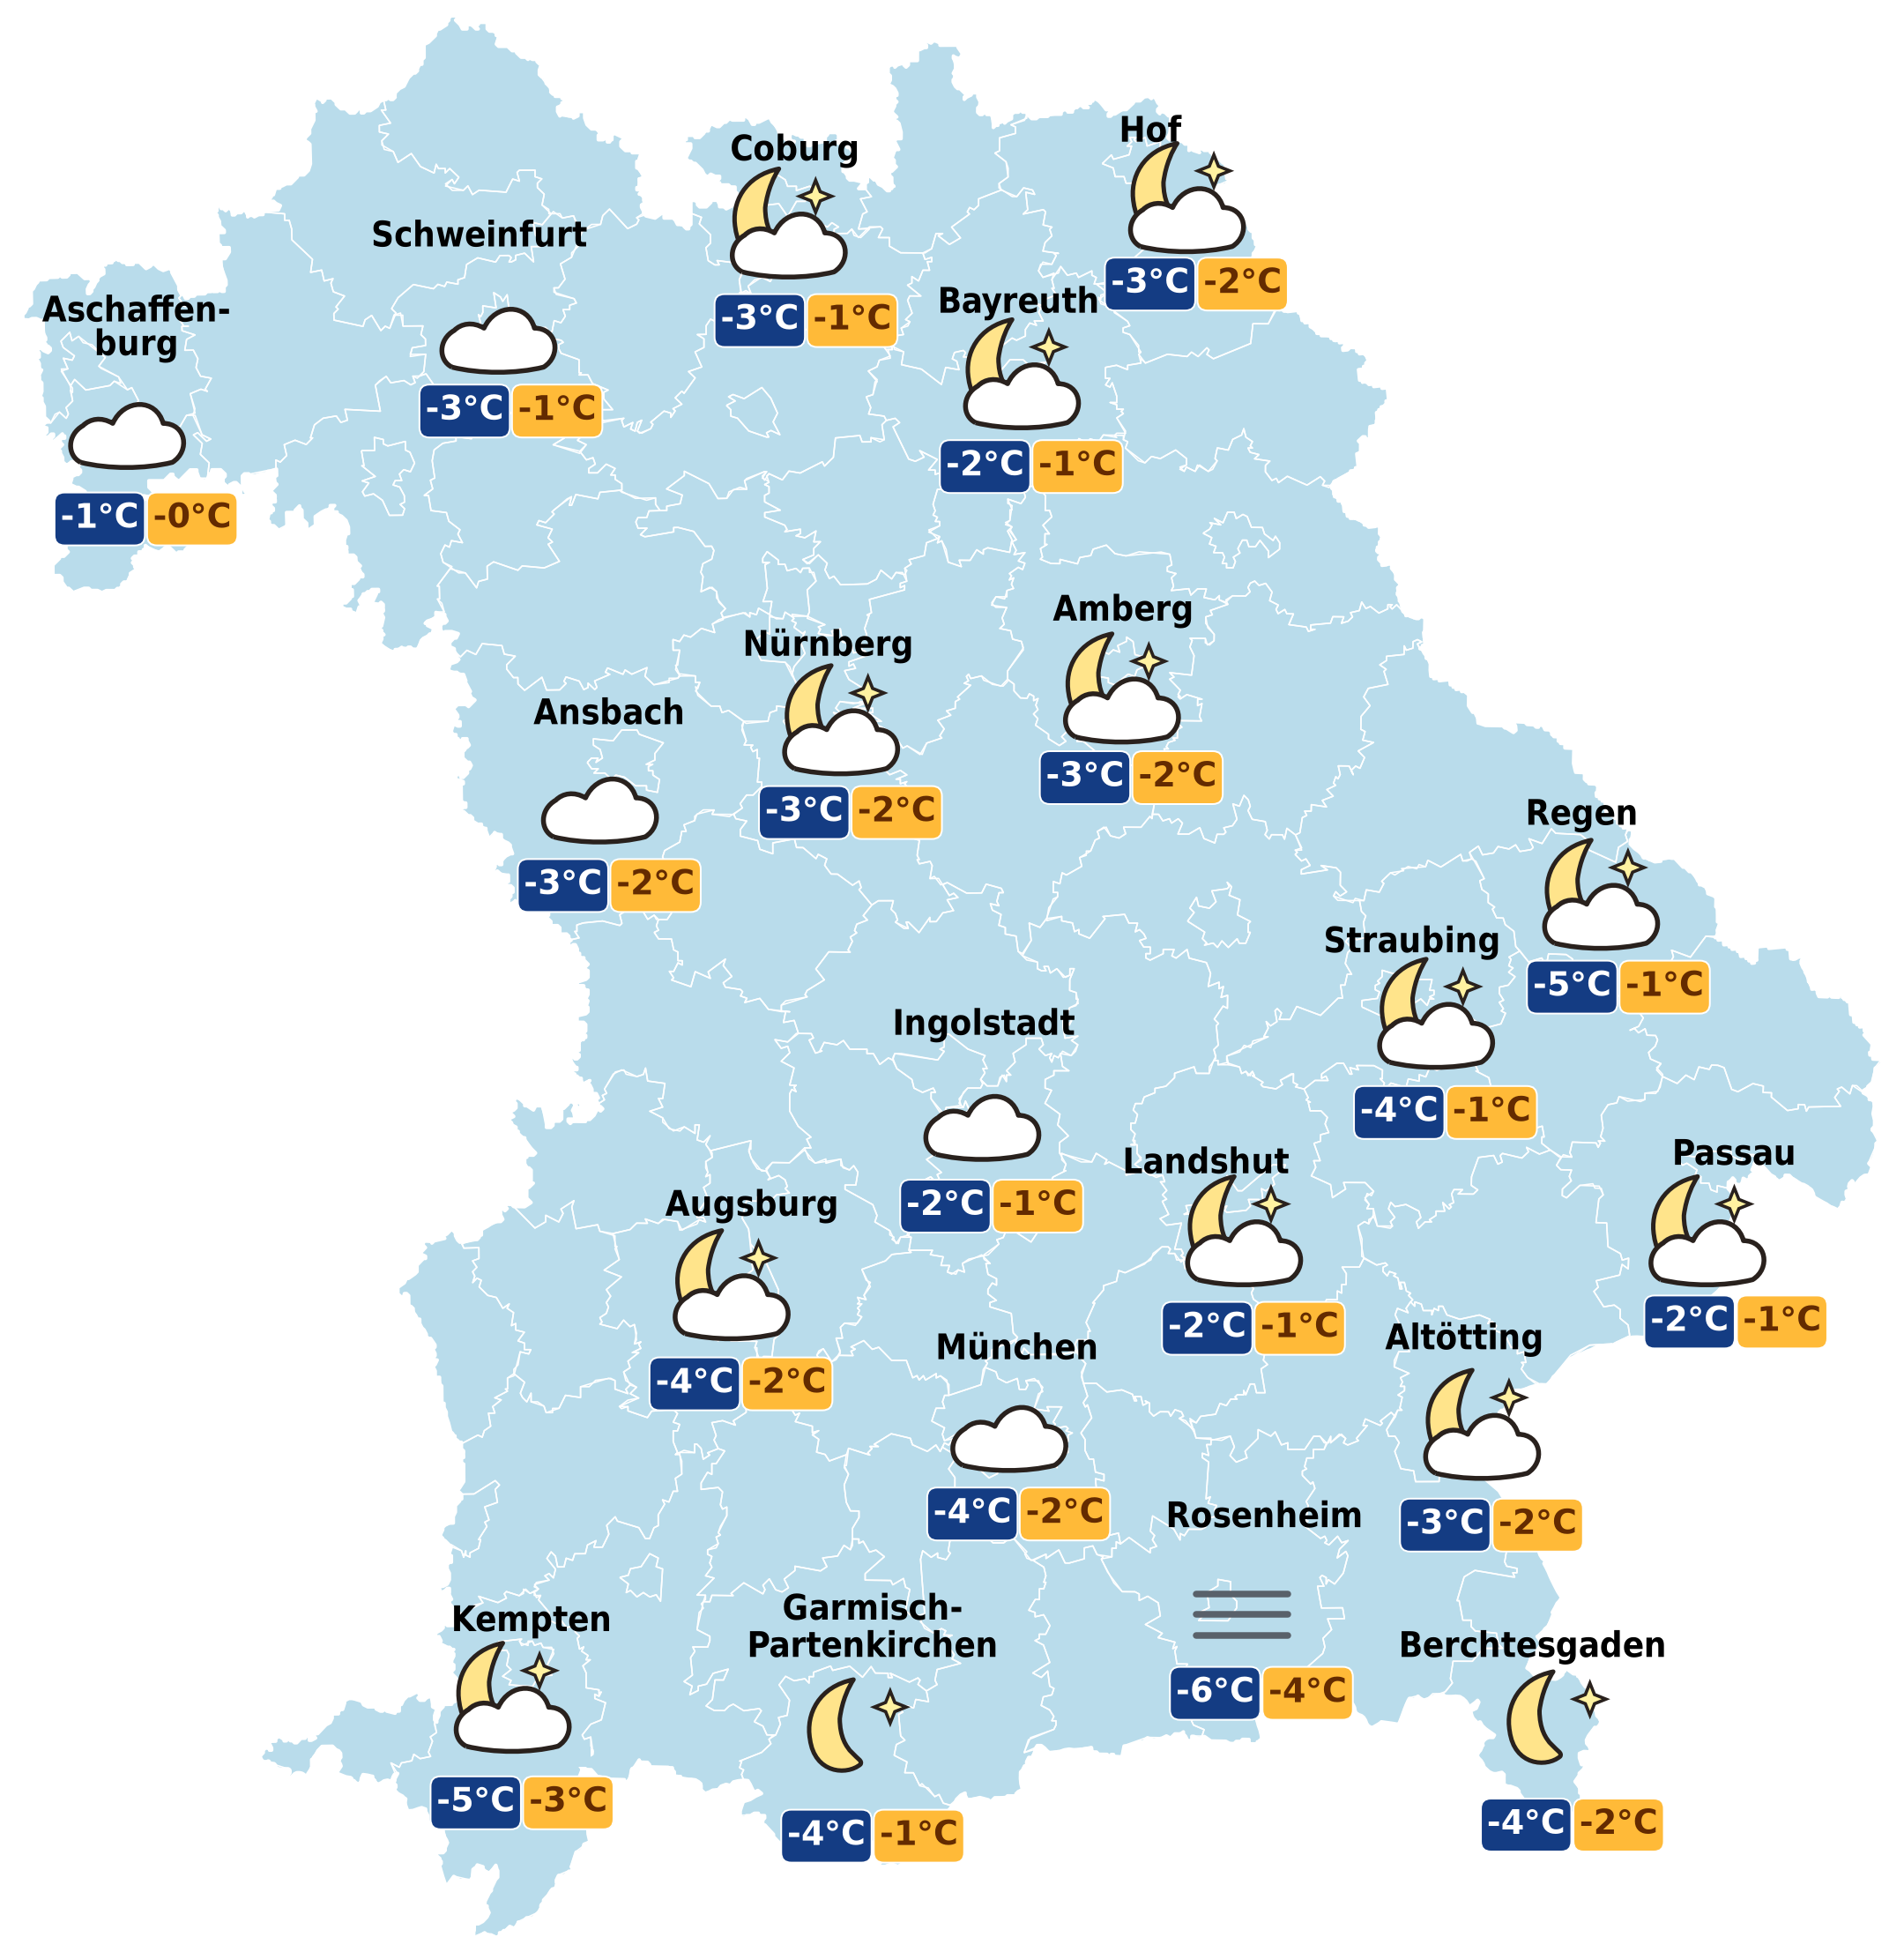 Hof
-3°C -2°C
Coburg
-3°C -1°C
Schweinfurt
-3°C -1°C
Bayreuth
-2°C -1°C
Aschaffen-
burg
-1°C -0°C
Amberg
-3°C -2°C
Nürnberg
-3°C -2°C
Ansbach
-3°C -2°C
Regen
-5°C -1°C
Straubing
-4°C -1°C
Ingolstadt
-2°C -1°C
Passau
-2°C -1°C
Landshut
-2°C -1°C
Augsburg
-4°C -2°C
Altötting
-3°C -2°C
München
-4°C -2°C
Rosenheim
-6°C -4°C
Garmisch-
Partenkirchen
-4°C -1°C
Kempten
-5°C -3°C
Berchtesgaden
-4°C -2°C